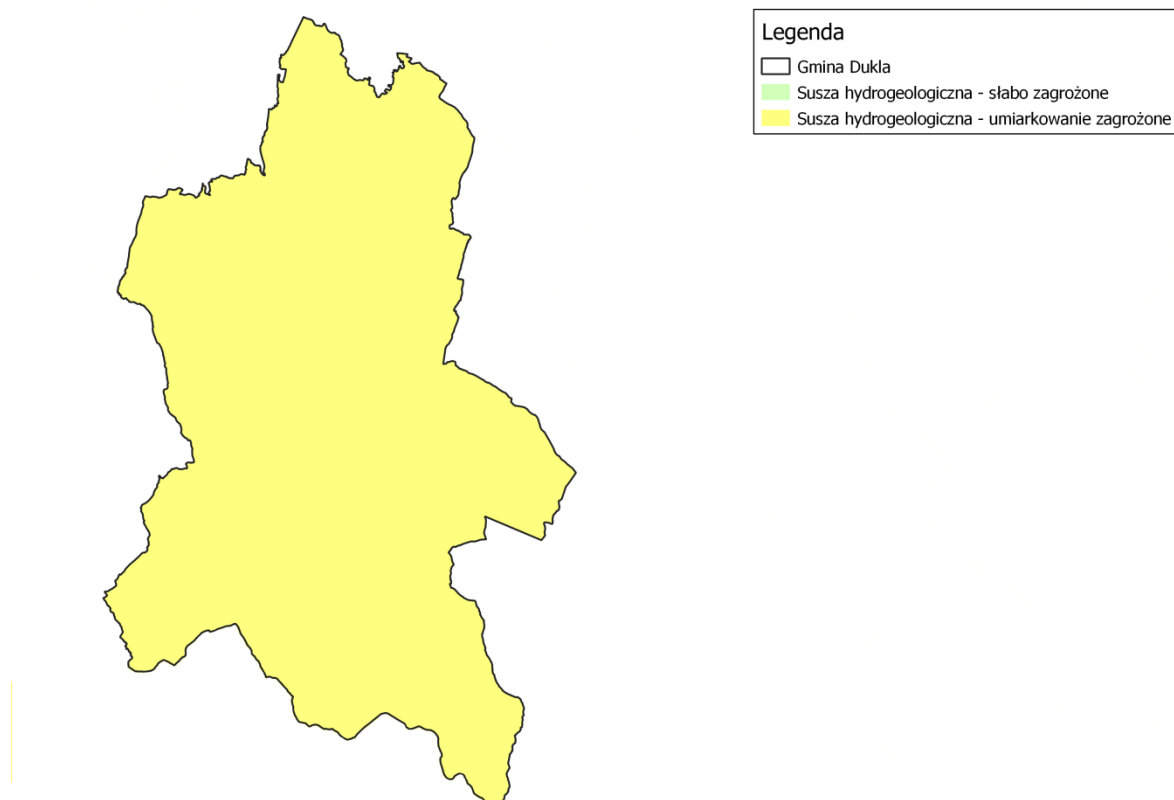 Legenda
Gmina Dukla
Susza hydrogeologiczna - słabo zagrożone
Susza hydrogeologiczna - umiarkowanie zagrożone